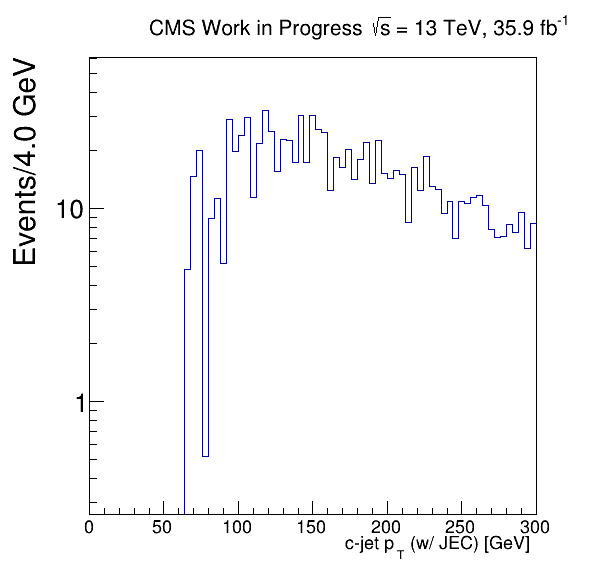 CMS Work in Progress √s = 13 TeV, 35.9 fb⁻¹
Events/4.0 GeV
10
1
0 50 100 150 200 250 300
c-jet p_T (w/ JEC) [GeV]